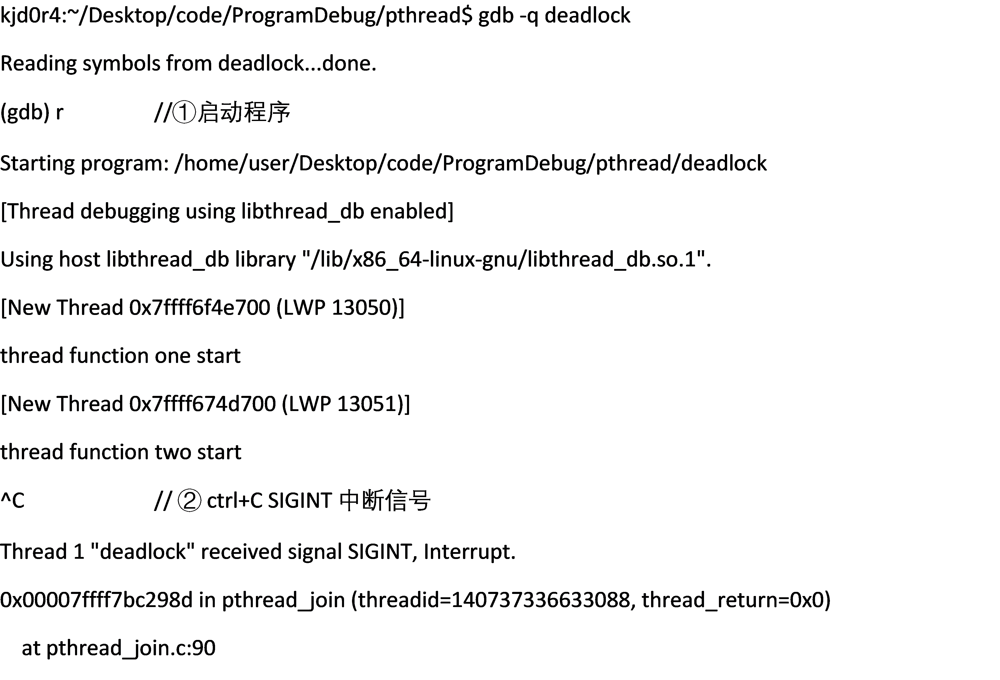 kjd0r4:~/Desktop/code/ProgramDebug/pthread$ gdb -q deadlock
Reading symbols from deadlock...done.
(gdb) r //①启动程序
Starting program: /home/user/Desktop/code/ProgramDebug/pthread/deadlock
[Thread debugging using libthread_db enabled]
Using host libthread_db library "/lib/x86_64-linux-gnu/libthread_db.so.1".
[New Thread 0x7ffff6f4e700 (LWP 13050)]
thread function one start
[New Thread 0x7ffff674d700 (LWP 13051)]
thread function two start
^C // ② ctrl+C SIGINT 中断信号
Thread 1 "deadlock" received signal SIGINT, Interrupt.
0x00007ffff7bc298d in pthread_join (threadid=140737336633088, thread_return=0x0)
at pthread_join.c:90